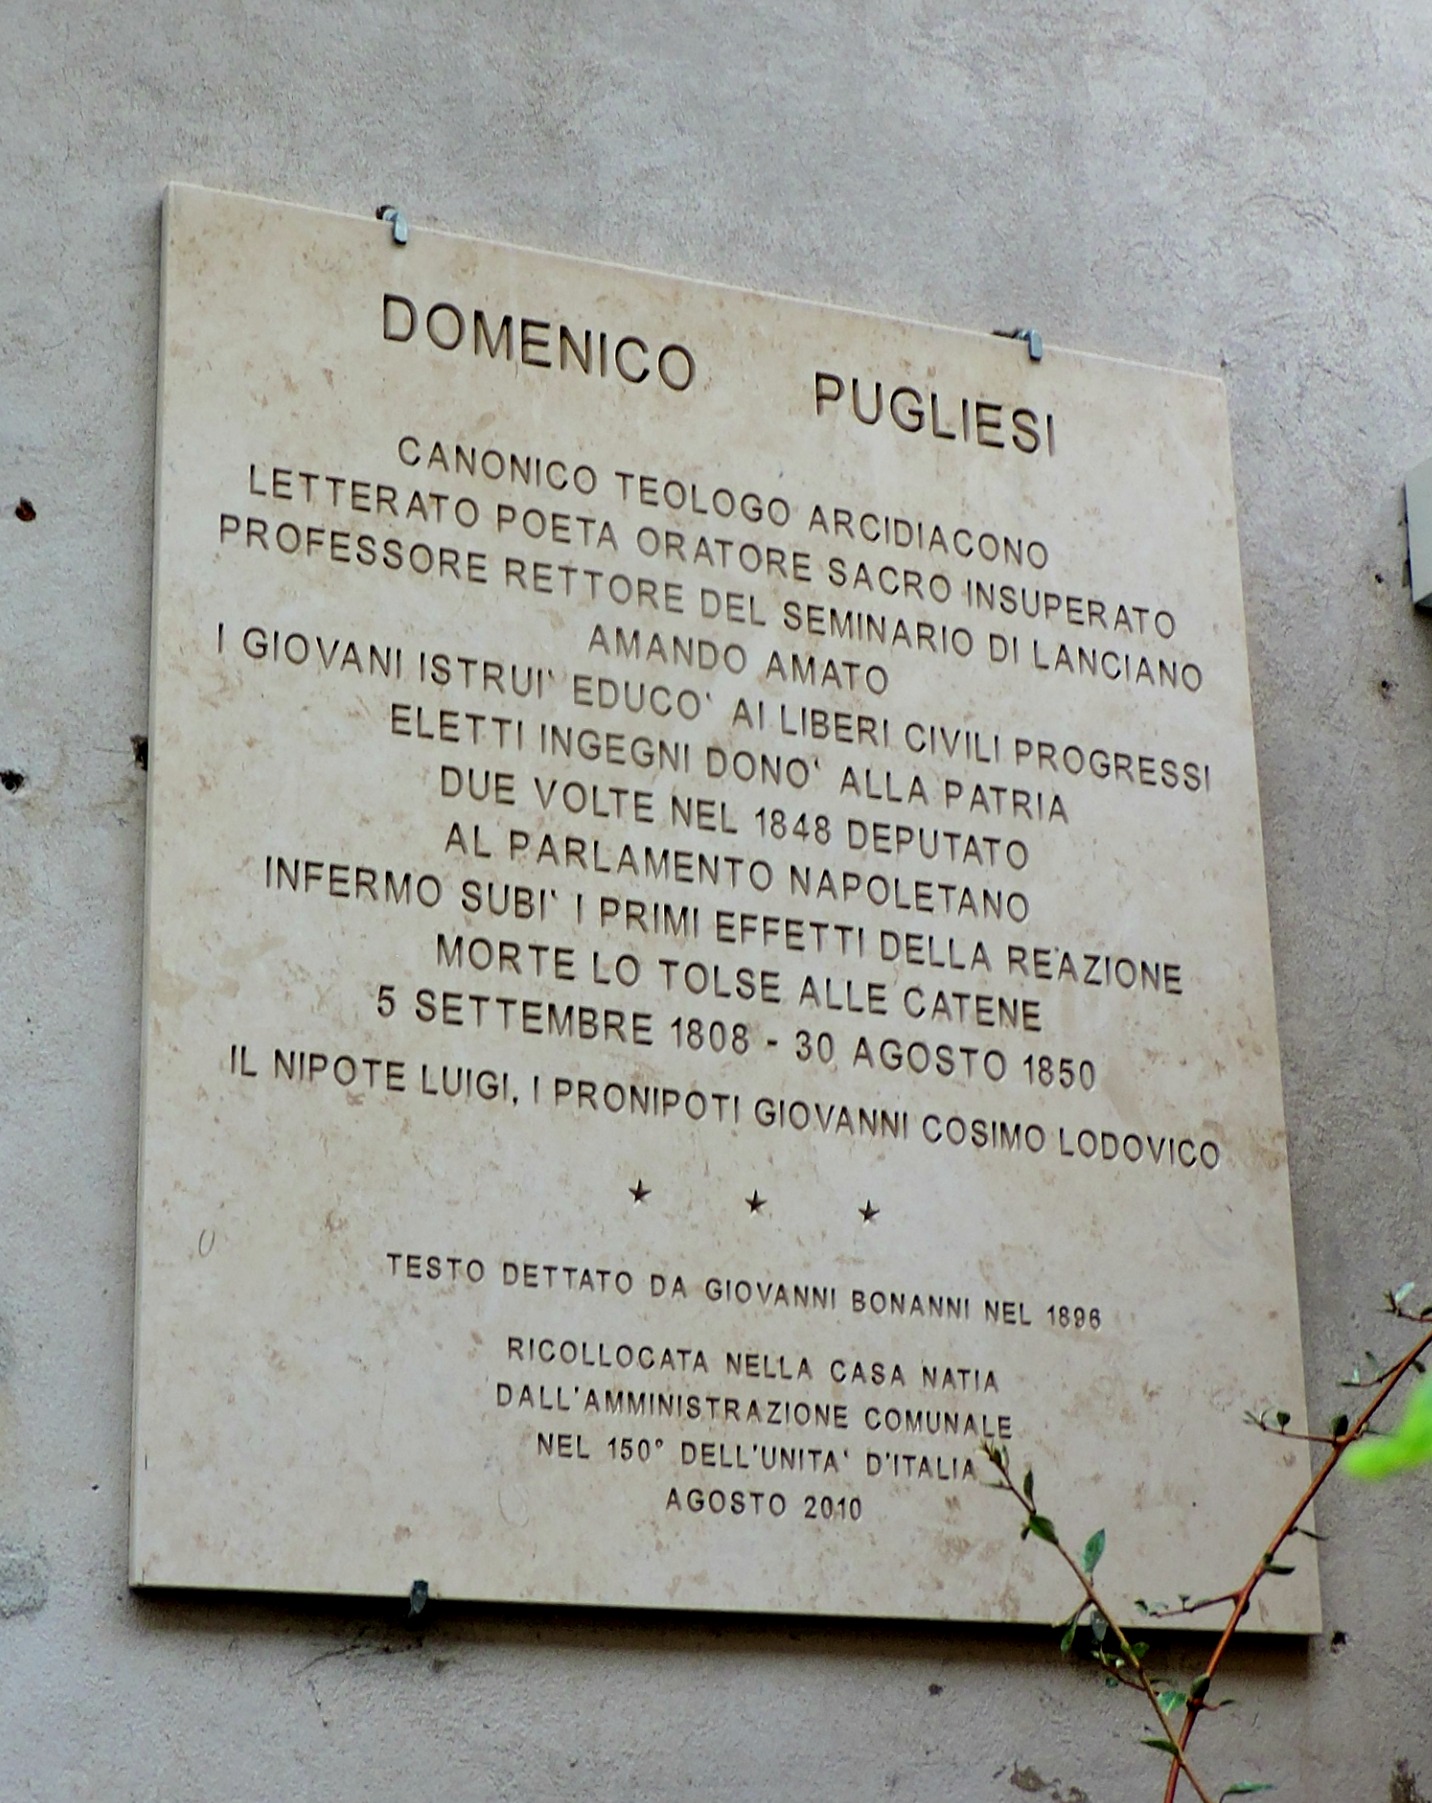 DOMENICO PUGLIESI
CANONICO TEOLOGO ARCIDIACONO
LETTERATO POETA ORATORE SACRO INSUPERATO
PROFESSORE RETTORE DEL SEMINARIO DI LANCIANO
AMANDO AMATO
I GIOVANI ISTRUI` EDUCO` AI LIBERI CIVILI PROGRESSI
ELETTI INGEGNI DONO` ALLA PATRIA
DUE VOLTE NEL 1848 DEPUTATO
AL PARLAMENTO NAPOLETANO
INFERMO SUBI` I PRIMI EFFETTI DELLA REAZIONE
MORTE LO TOLSE ALLE CATENE
5 SETTEMBRE 1808 - 30 AGOSTO 1850
IL NIPOTE LUIGI, I PRONIPOTI GIOVANNI COSIMO LODOVICO
★ ★ ★
TESTO DETTATO DA GIOVANNI BONANNI NEL 1896
RICOLLOCATA NELLA CASA NATIA
DALL'AMMINISTRAZIONE COMUNALE
NEL 150° DELL'UNITA` D'ITALIA
AGOSTO 2010